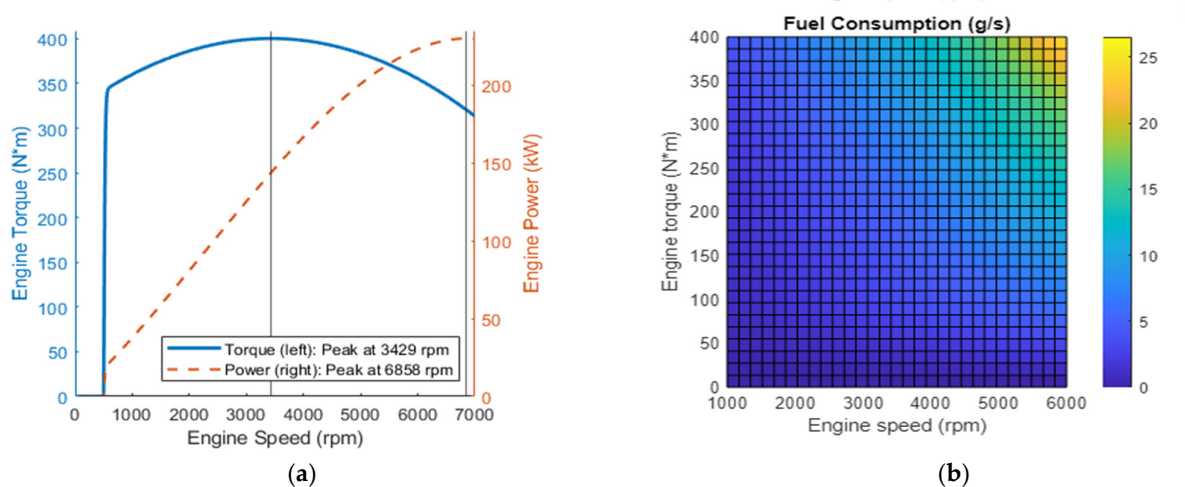 Fuel Consumption (g/s)
400
350
300
250
200
150
100
50
0
Engine Torque (N*m)
200
150
100
50
0
Engine Power (kW)
Torque (left): Peak at 3429 rpm
Power (right): Peak at 6858 rpm
0 1000 2000 3000 4000 5000 6000 7000
Engine Speed (rpm)
(a)
400
350
300
250
200
150
100
50
0
Engine torque (N*m)
25
20
15
10
5
0
1000 2000 3000 4000 5000 6000
Engine speed (rpm)
(b)